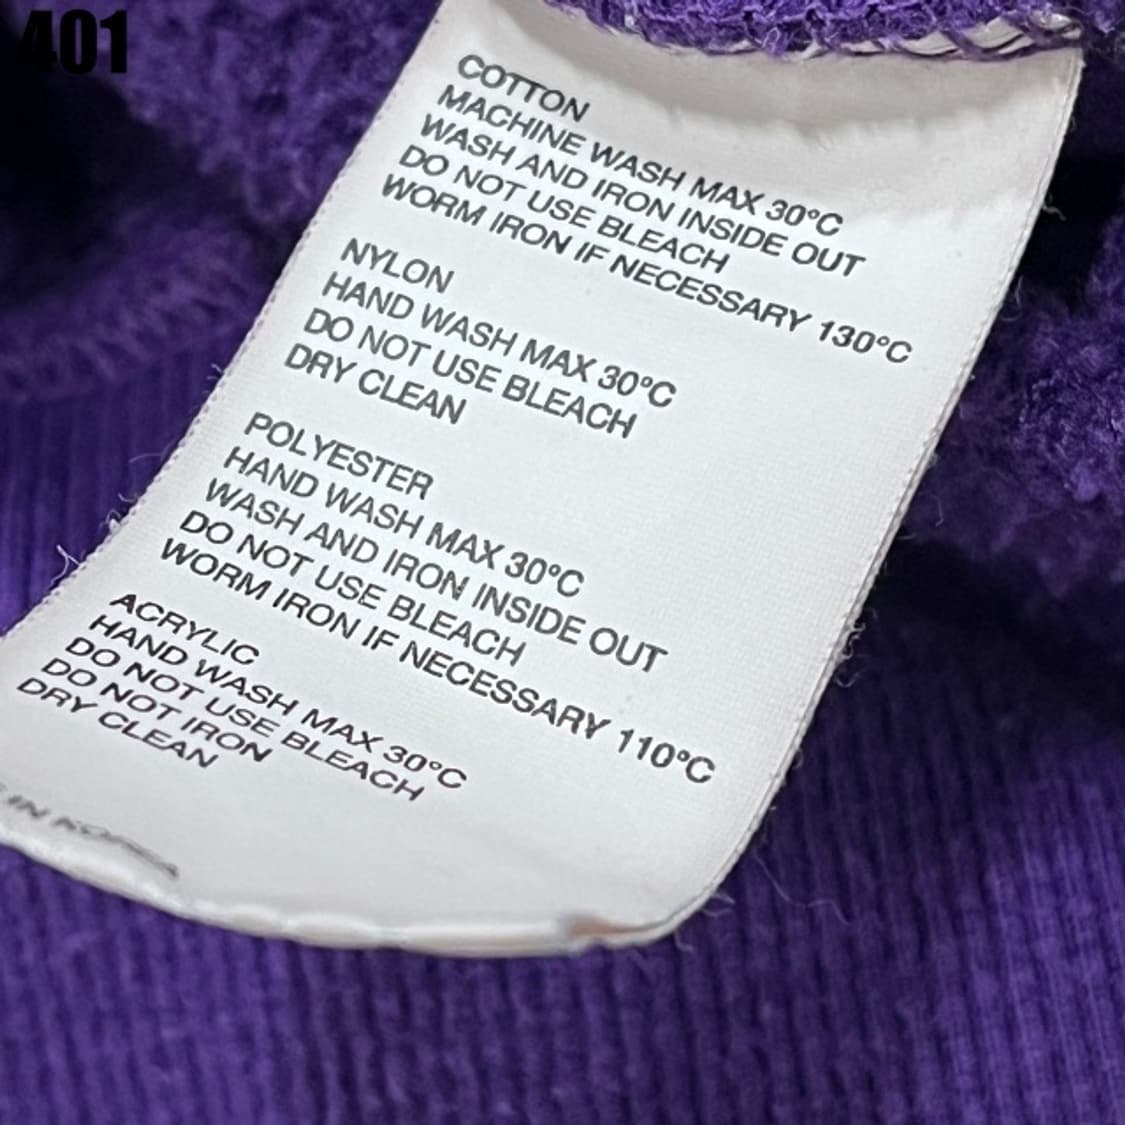 401
COTTON
MACHINE WASH MAX 30°C
WASH AND IRON INSIDE OUT
DO NOT USE BLEACH
WORM IRON IF NECESSARY 130°C
NYLON
HAND WASH MAX 30°C
DO NOT USE BLEACH
DRY CLEAN
POLYESTER
HAND WASH MAX 30°C
WASH AND IRON INSIDE OUT
DO NOT USE BLEACH
WORM IRON IF NECESSARY 110°C
ACRYLIC
HAND WASH MAX 30°C
DO NOT USE BLEACH
DO NOT IRON
DRY CLEAN
IN KOREA